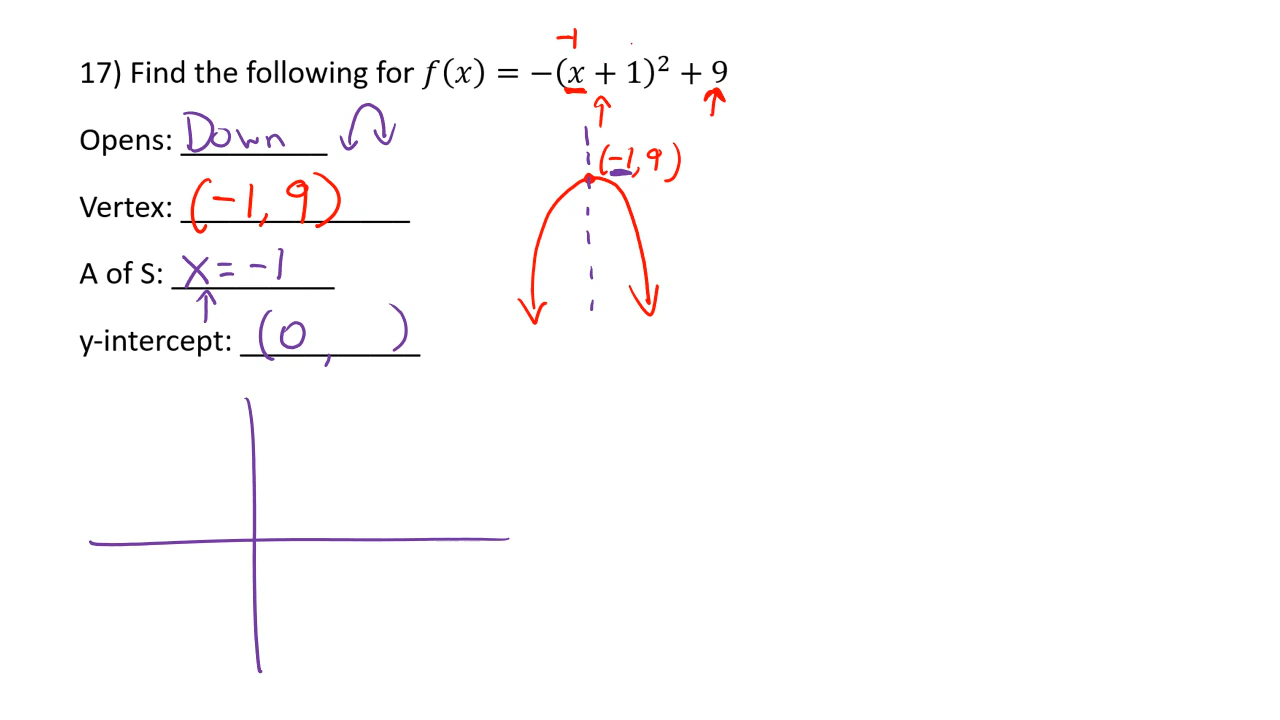 -1
17) Find the following for f(x) = −(x + 1)² + 9
Opens: Down
(-1, 9)
Vertex: (-1, 9)
A of S: x = -1
y-intercept: (0, )